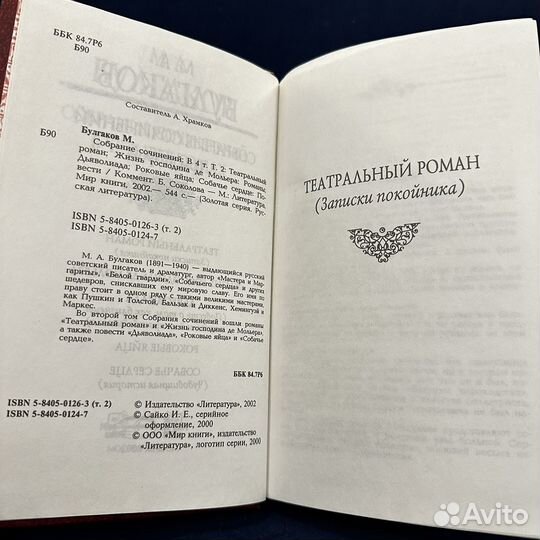 ББК 84.7Р6
Б90
Составитель А. Храмков
Б90
Булгаков М.
Собрание сочинений: В 4 т. Т. 2: Театральный
роман; Жизнь господина де Мольера: Романы;
Дьяволиада; Роковые яйца; Собачье сердце: По-
вести / Коммент. Б. Соколова — М.: Литература,
Мир книги, 2002.— 544 с.— (Золотая серия. Рус-
ская литература).
ISBN 5-8405-0126-3 (т. 2)
ISBN 5-8405-0124-7
М. А. Булгаков (1891—1940) — выдающийся русский
советский писатель и драматург, автор «Мастера и Мар-
гариты», «Белой гвардии», «Собачьего сердца» и других
шедевров, снискавших ему мировую славу. Его имя по
праву стоит в одном ряду с такими великими мастерами,
как Пушкин и Толстой, Бальзак и Диккенс, Хемингуэй и
Маркес.
Во второй том Собрания сочинений вошли романы
«Театральный роман» и «Жизнь господина де Мольера»,
а также повести «Дьяволиада», «Роковые яйца» и «Собачье
сердце».
ББК 84.7Р6
ISBN 5-8405-0126-3 (т. 2)
ISBN 5-8405-0124-7
© Издательство «Литература», 2002
© Сайко И. Е., серийное
оформление, 2000
© ООО «Мир книги», Издательство
«Литература», логотип серии, 2000
ТЕАТРАЛЬНЫЙ РОМАН
(Записки покойника)
Avito